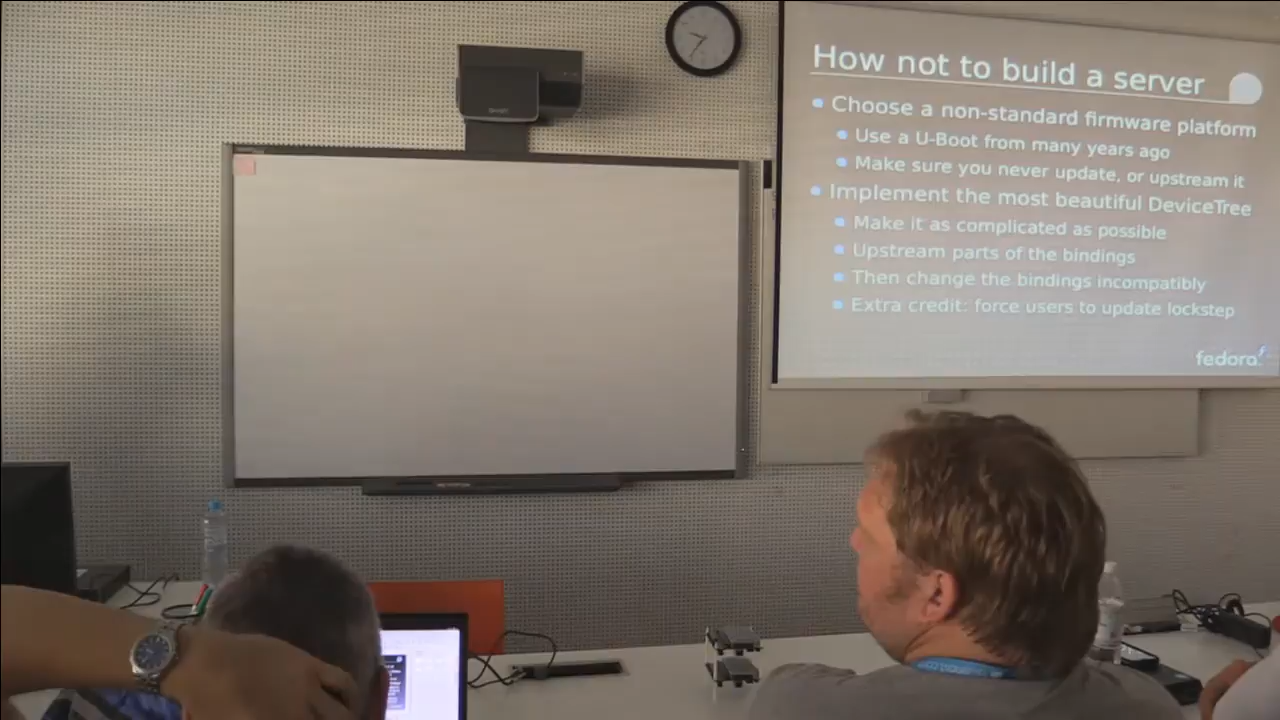 How not to build a server
Choose a non-standard firmware platform
Use a U-Boot from many years ago
Make sure you never update, or upstream it
Implement the most beautiful DeviceTree
Make it as complicated as possible
Upstream parts of the bindings
Then change the bindings incompatibly
Extra credit: force users to update lockstep
fedora